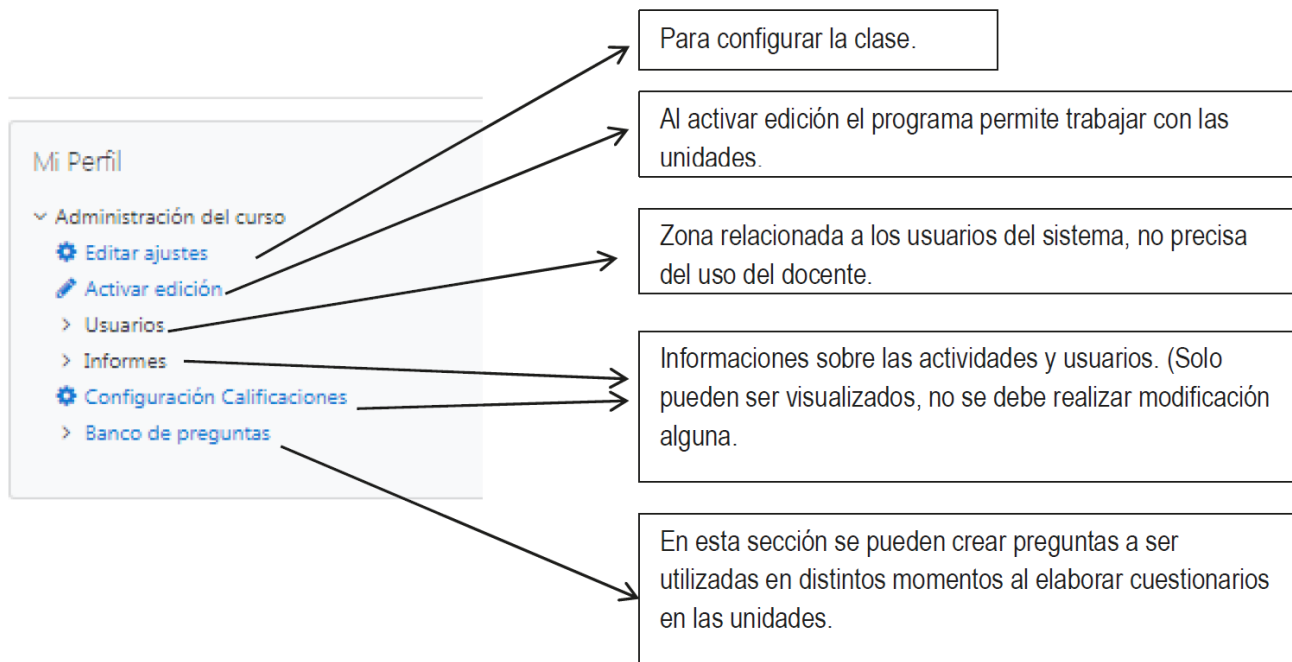 Mi Perfil
Administración del curso
Editar ajustes
Activar edición
Usuarios
Informes
Configuración Calificaciones
Banco de preguntas
Para configurar la clase.
Al activar edición el programa permite trabajar con las
unidades.
Zona relacionada a los usuarios del sistema, no precisa
del uso del docente.
Informaciones sobre las actividades y usuarios. (Solo
pueden ser visualizados, no se debe realizar modificación
alguna.
En esta sección se pueden crear preguntas a ser
utilizadas en distintos momentos al elaborar cuestionarios
en las unidades.